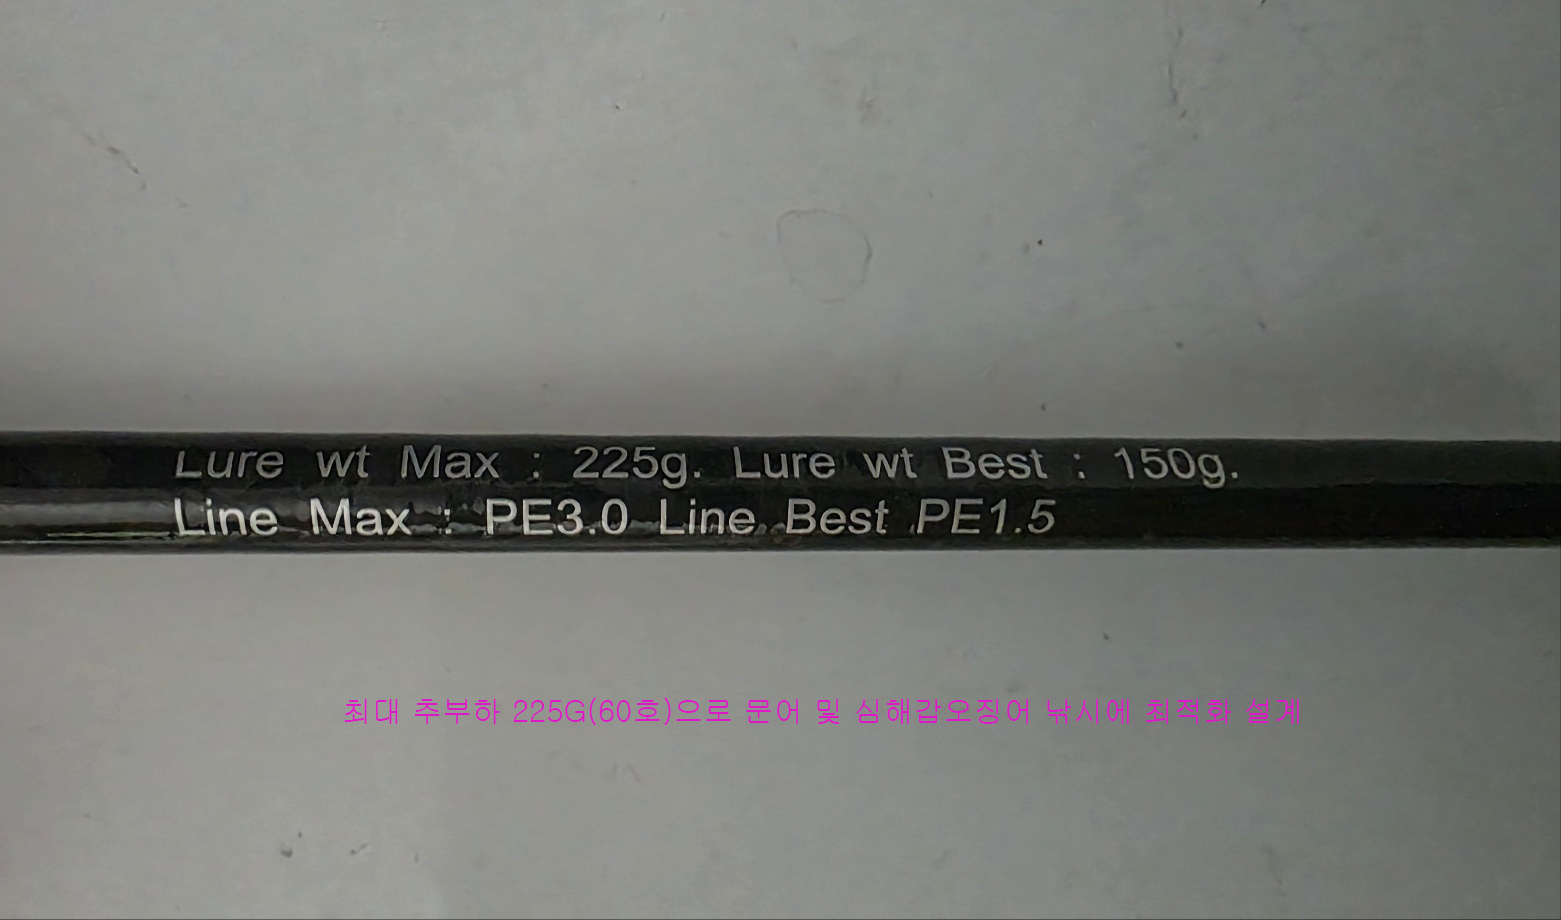 Lure wt Max : 225g. Lure wt Best : 150g.
Line Max : PE3.0 Line Best PE1.5
최대 추부하 225G(60호)으로 문어 및 심해갑오징어 낚시에 최적화 설계